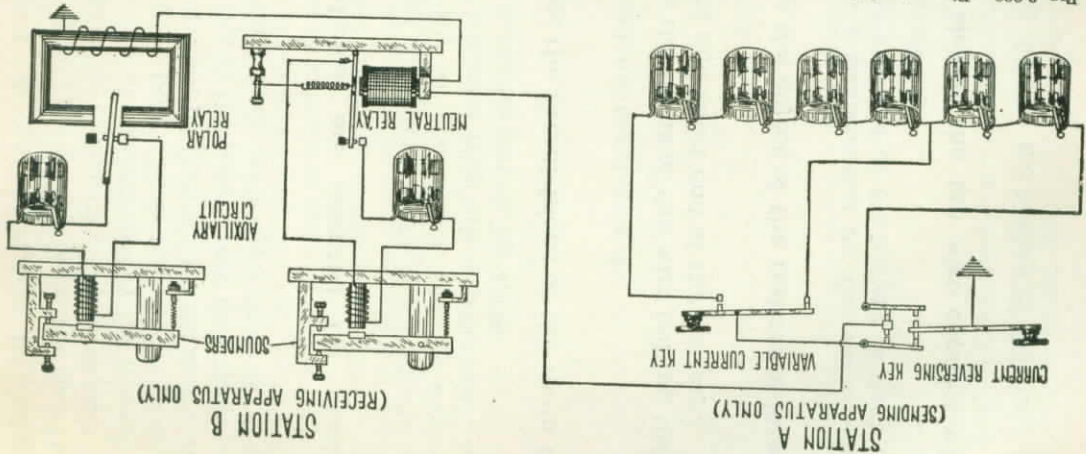 STATION A
(SENDING APPARATUS ONLY)
CURRENT REVERSING KEY
VARIABLE CURRENT KEY
STATION B
(RECEIVING APPARATUS ONLY)
SOUNDERS
AUXILIARY
CIRCUIT
NEUTRAL RELAY
POLAR
RELAY